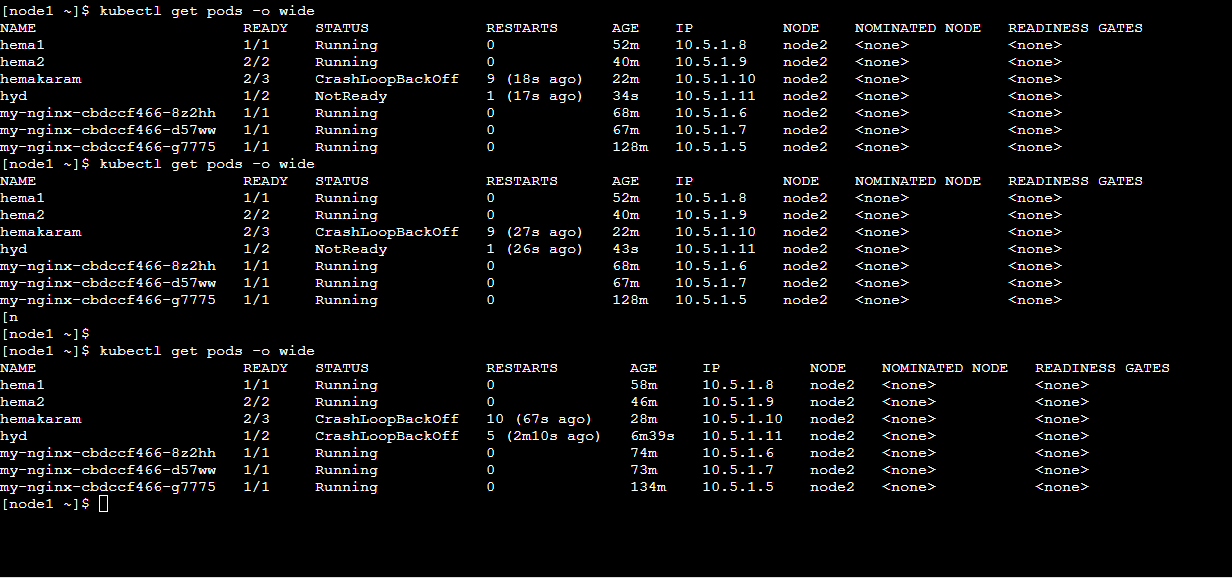 [node1 ~]$ kubectl get pods -o wide
NAME READY STATUS RESTARTS AGE IP NODE NOMINATED NODE READINESS GATES
hema1 1/1 Running 0 52m 10.5.1.8 node2 <none> <none>
hema2 2/2 Running 0 40m 10.5.1.9 node2 <none> <none>
hemakaram 2/3 CrashLoopBackOff 9 (18s ago) 22m 10.5.1.10 node2 <none> <none>
hyd 1/2 NotReady 1 (17s ago) 34s 10.5.1.11 node2 <none> <none>
my-nginx-cbdccf466-8z2hh 1/1 Running 0 68m 10.5.1.6 node2 <none> <none>
my-nginx-cbdccf466-d57ww 1/1 Running 0 67m 10.5.1.7 node2 <none> <none>
my-nginx-cbdccf466-g7775 1/1 Running 0 128m 10.5.1.5 node2 <none> <none>
[node1 ~]$ kubectl get pods -o wide
NAME READY STATUS RESTARTS AGE IP NODE NOMINATED NODE READINESS GATES
hema1 1/1 Running 0 52m 10.5.1.8 node2 <none> <none>
hema2 2/2 Running 0 40m 10.5.1.9 node2 <none> <none>
hemakaram 2/3 CrashLoopBackOff 9 (27s ago) 22m 10.5.1.10 node2 <none> <none>
hyd 1/2 NotReady 1 (26s ago) 43s 10.5.1.11 node2 <none> <none>
my-nginx-cbdccf466-8z2hh 1/1 Running 0 68m 10.5.1.6 node2 <none> <none>
my-nginx-cbdccf466-d57ww 1/1 Running 0 67m 10.5.1.7 node2 <none> <none>
my-nginx-cbdccf466-g7775 1/1 Running 0 128m 10.5.1.5 node2 <none> <none>
[n
[node1 ~]$
[node1 ~]$ kubectl get pods -o wide
NAME READY STATUS RESTARTS AGE IP NODE NOMINATED NODE READINESS GATES
hema1 1/1 Running 0 58m 10.5.1.8 node2 <none> <none>
hema2 2/2 Running 0 46m 10.5.1.9 node2 <none> <none>
hemakaram 2/3 CrashLoopBackOff 10 (67s ago) 28m 10.5.1.10 node2 <none> <none>
hyd 1/2 CrashLoopBackOff 5 (2m10s ago) 6m39s 10.5.1.11 node2 <none> <none>
my-nginx-cbdccf466-8z2hh 1/1 Running 0 74m 10.5.1.6 node2 <none> <none>
my-nginx-cbdccf466-d57ww 1/1 Running 0 73m 10.5.1.7 node2 <none> <none>
my-nginx-cbdccf466-g7775 1/1 Running 0 134m 10.5.1.5 node2 <none> <none>
[node1 ~]$